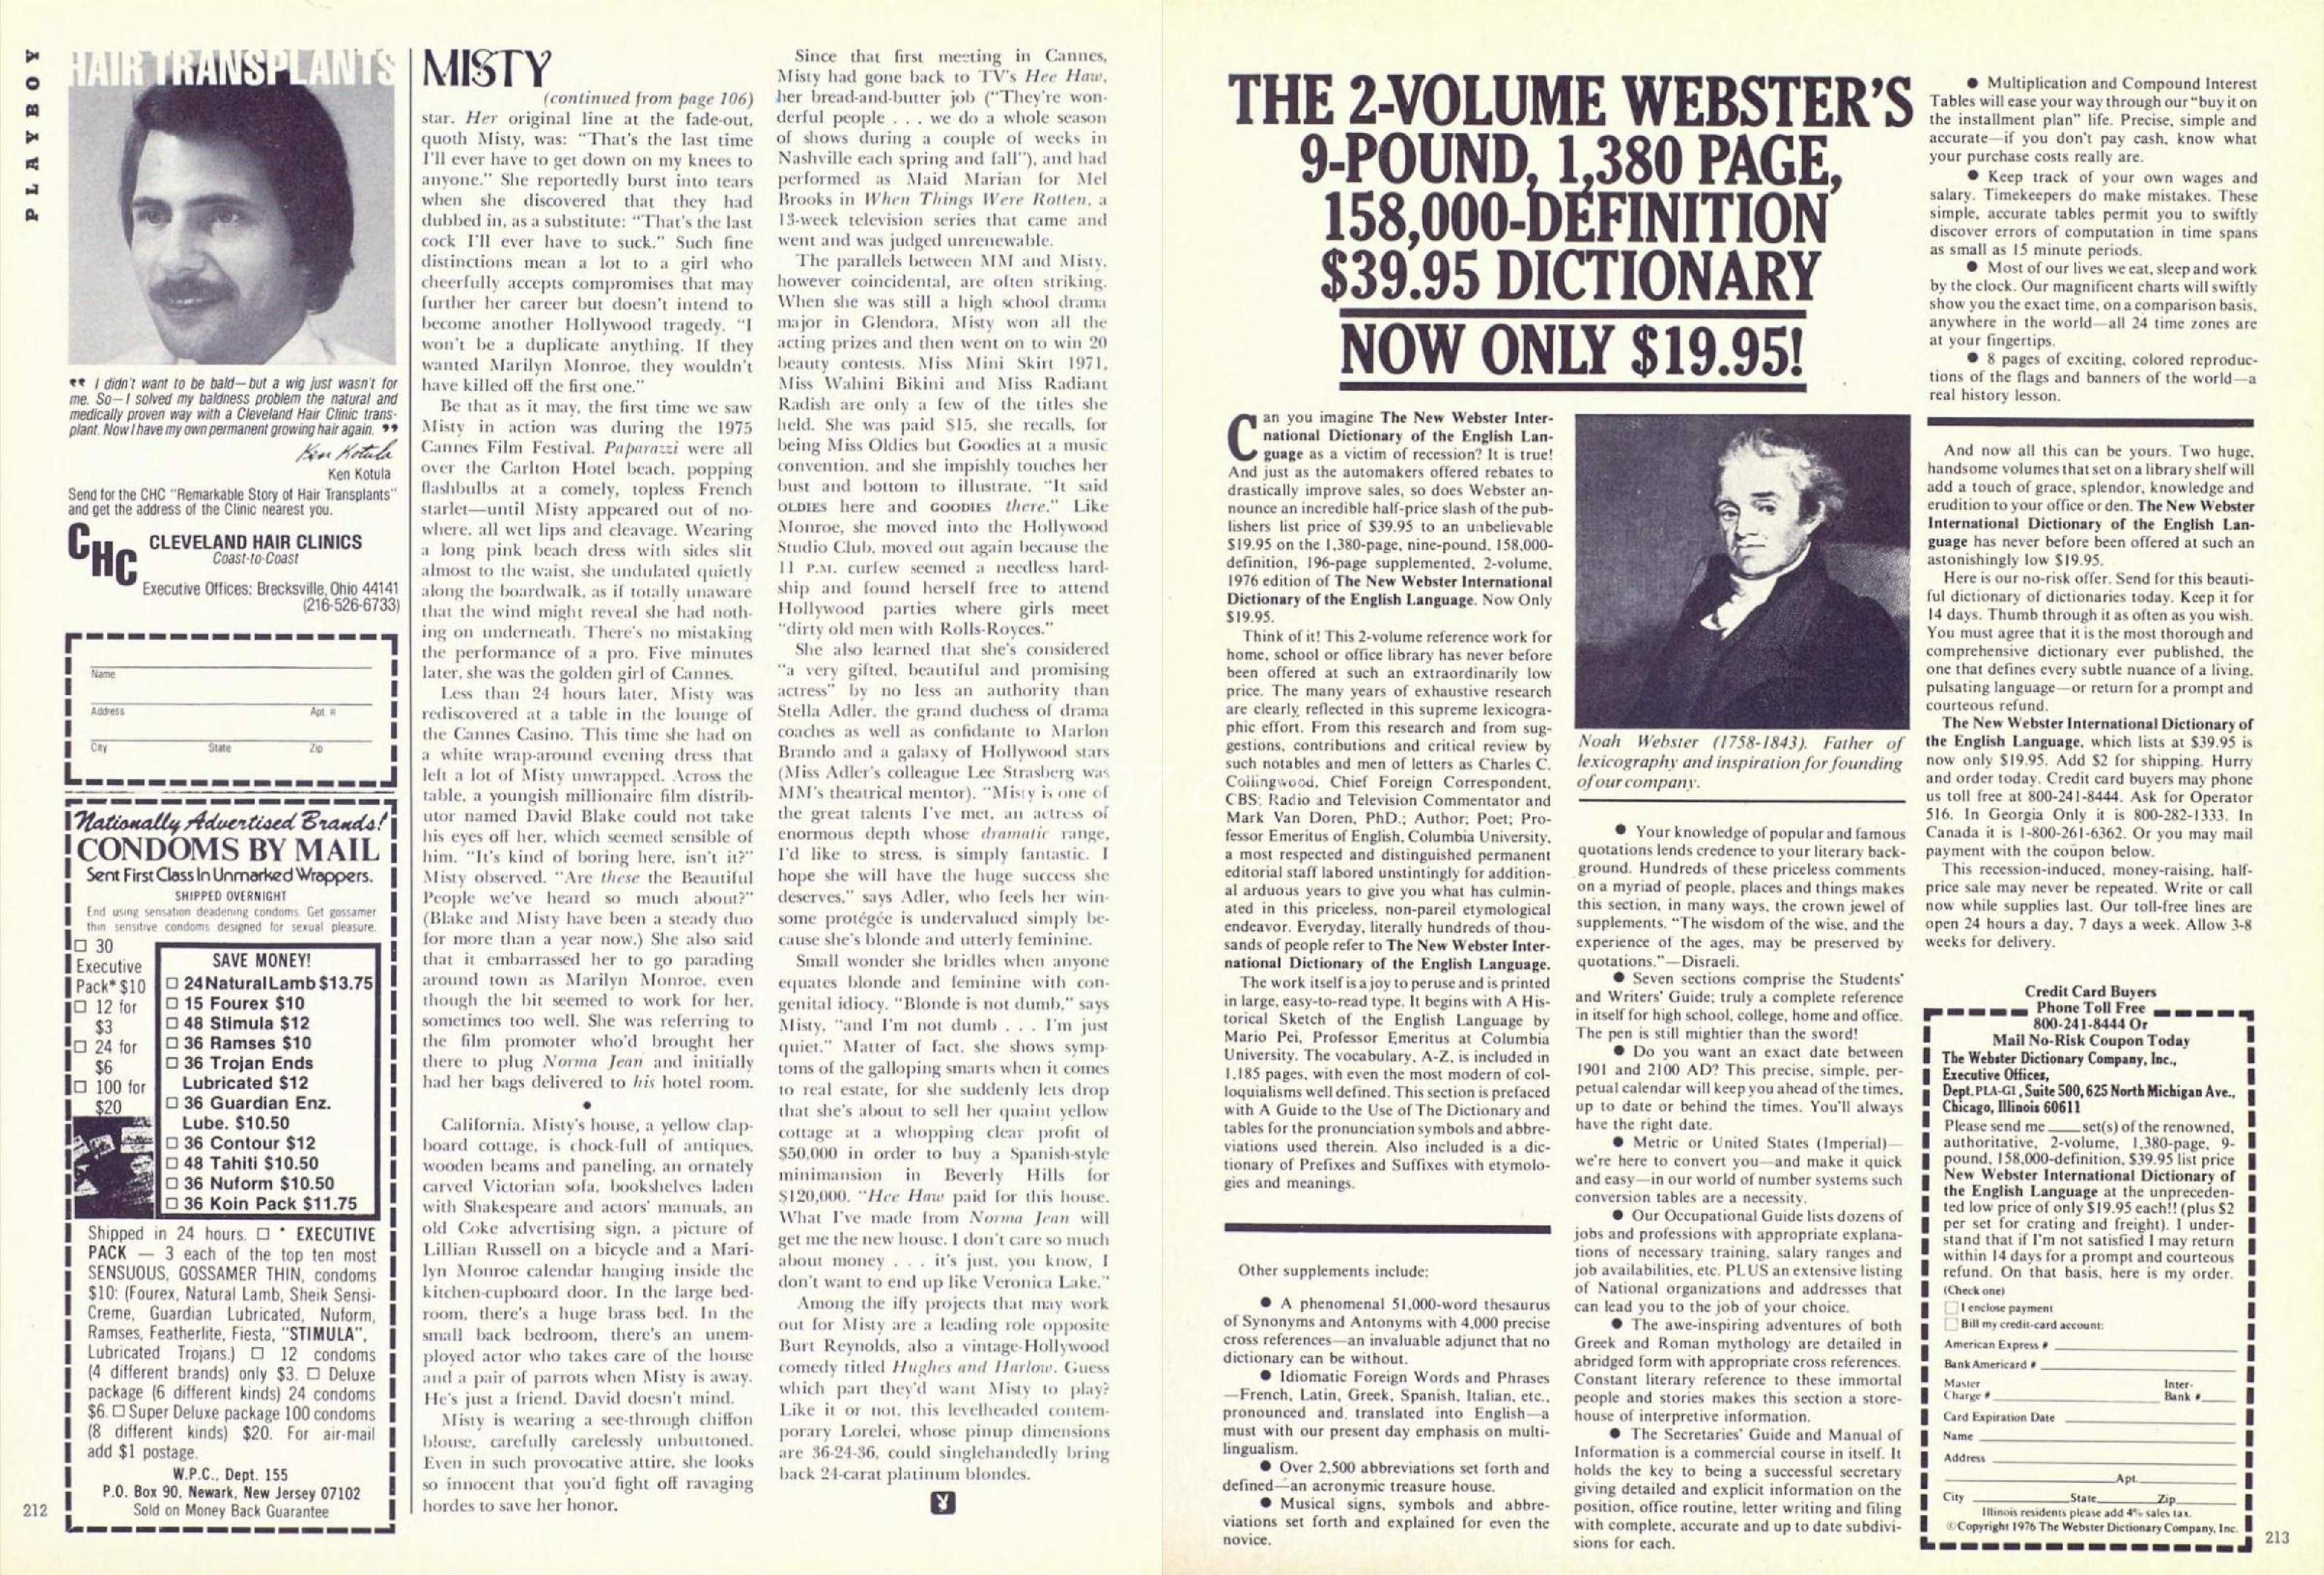 PLAYBOY
HAIR TRANSPLANTS
I didn't want to be bald—but a wig just wasn't for
me. So—I solved my baldness problem the natural and
medically proven way with a Cleveland Hair Clinic trans-
plant. Now I have my own permanent growing hair again.
Ken Kotula
Ken Kotula
Send for the CHC "Remarkable Story of Hair Transplants"
and get the address of the Clinic nearest you.
CHC
CLEVELAND HAIR CLINICS
Coast-to-Coast
Executive Offices: Brecksville, Ohio 44141
(216-526-6733)
Name
Address Apt #
City State Zip
Nationally Advertised Brands!
CONDOMS BY MAIL
Sent First Class In Unmarked Wrappers.
SHIPPED OVERNIGHT
End using sensation deadening condoms. Get gossamer
thin sensitive condoms designed for sexual pleasure.
□ 30
Executive
Pack* $10
□ 12 for
$3
□ 24 for
$6
□ 100 for
$20
SAVE MONEY!
□ 24 Natural Lamb $13.75
□ 15 Fourex $10
□ 48 Stimula $12
□ 36 Ramses $10
□ 36 Trojan Ends
Lubricated $12
□ 36 Guardian Enz.
Lube. $10.50
□ 36 Contour $12
□ 48 Tahiti $10.50
□ 36 Nuform $10.50
□ 36 Koin Pack $11.75
Shipped in 24 hours. □ * EXECUTIVE
PACK — 3 each of the top ten most
SENSUOUS, GOSSAMER THIN, condoms
$10: (Fourex, Natural Lamb, Sheik Sensi-
Creme, Guardian Lubricated, Nuform,
Ramses, Featherlite, Fiesta, "STIMULA",
Lubricated Trojans.) □ 12 condoms
(4 different brands) only $3. □ Deluxe
package (6 different kinds) 24 condoms
$6. □ Super Deluxe package 100 condoms
(8 different kinds) $20. For air-mail
add $1 postage.
W.P.C., Dept. 155
P.O. Box 90, Newark, New Jersey 07102
Sold on Money Back Guarantee
212
MISTY
(continued from page 106)
star. Her original line at the fade-out,
quoth Misty, was: "That's the last time
I'll ever have to get down on my knees to
anyone." She reportedly burst into tears
when she discovered that they had
dubbed in, as a substitute: "That's the last
cock I'll ever have to suck." Such fine
distinctions mean a lot to a girl who
cheerfully accepts compromises that may
further her career but doesn't intend to
become another Hollywood tragedy. "I
won't be a duplicate anything. If they
wanted Marilyn Monroe, they wouldn't
have killed off the first one."
Be that as it may, the first time we saw
Misty in action was during the 1975
Cannes Film Festival. Paparazzi were all
over the Carlton Hotel beach, popping
flashbulbs at a comely, topless French
starlet—until Misty appeared out of no-
where, all wet lips and cleavage. Wearing
a long pink beach dress with sides slit
almost to the waist, she undulated quietly
along the boardwalk, as if totally unaware
that the wind might reveal she had noth-
ing on underneath. There's no mistaking
the performance of a pro. Five minutes
later, she was the golden girl of Cannes.
Less than 24 hours later, Misty was
rediscovered at a table in the lounge of
the Cannes Casino. This time she had on
a white wrap-around evening dress that
left a lot of Misty unwrapped. Across the
table, a youngish millionaire film distrib-
utor named David Blake could not take
his eyes off her, which seemed sensible of
him. "It's kind of boring here, isn't it?"
Misty observed. "Are these the Beautiful
People we've heard so much about?"
(Blake and Misty have been a steady duo
for more than a year now.) She also said
that it embarrassed her to go parading
around town as Marilyn Monroe, even
though the bit seemed to work for her,
sometimes too well. She was referring to
the film promoter who'd brought her
there to plug Norma Jean and initially
had her bags delivered to his hotel room.
•
California. Misty's house, a yellow clap-
board cottage, is chock-full of antiques,
wooden beams and paneling, an ornately
carved Victorian sofa, bookshelves laden
with Shakespeare and actors' manuals, an
old Coke advertising sign, a picture of
Lillian Russell on a bicycle and a Mari-
lyn Monroe calendar hanging inside the
kitchen-cupboard door. In the large bed-
room, there's a huge brass bed. In the
small back bedroom, there's an unem-
ployed actor who takes care of the house
and a pair of parrots when Misty is away.
He's just a friend. David doesn't mind.
Misty is wearing a see-through chiffon
blouse, carefully carelessly unbuttoned.
Even in such provocative attire, she looks
so innocent that you'd fight off ravaging
hordes to save her honor.
Since that first meeting in Cannes,
Misty had gone back to TV's Hee Haw,
her bread-and-butter job ("They're won-
derful people . . . we do a whole season
of shows during a couple of weeks in
Nashville each spring and fall"), and had
performed as Maid Marian for Mel
Brooks in When Things Were Rotten, a
13-week television series that came and
went and was judged unrenewable.
The parallels between MM and Misty,
however coincidental, are often striking.
When she was still a high school drama
major in Glendora, Misty won all the
acting prizes and then went on to win 20
beauty contests. Miss Mini Skirt 1971,
Miss Wahini Bikini and Miss Radiant
Radish are only a few of the titles she
held. She was paid $15, she recalls, for
being Miss Oldies but Goodies at a music
convention, and she impishly touches her
bust and bottom to illustrate. "It said
OLDIES here and GOODIES there." Like
Monroe, she moved into the Hollywood
Studio Club, moved out again because the
11 P.M. curfew seemed a needless hard-
ship and found herself free to attend
Hollywood parties where girls meet
"dirty old men with Rolls-Royces."
She also learned that she's considered
"a very gifted, beautiful and promising
actress" by no less an authority than
Stella Adler, the grand duchess of drama
coaches as well as confidante to Marlon
Brando and a galaxy of Hollywood stars
(Miss Adler's colleague Lee Strasberg was
MM's theatrical mentor). "Misty is one of
the great talents I've met, an actress of
enormous depth whose dramatic range,
I'd like to stress, is simply fantastic. I
hope she will have the huge success she
deserves," says Adler, who feels her win-
some protégée is undervalued simply be-
cause she's blonde and utterly feminine.
Small wonder she bridles when anyone
equates blonde and feminine with con-
genital idiocy. "Blonde is not dumb," says
Misty, "and I'm not dumb . . . I'm just
quiet." Matter of fact, she shows symp-
toms of the galloping smarts when it comes
to real estate, for she suddenly lets drop
that she's about to sell her quaint yellow
cottage at a whopping clear profit of
$50,000 in order to buy a Spanish-style
minimansion in Beverly Hills for
$120,000. "Hee Haw paid for this house.
What I've made from Norma Jean will
get me the new house. I don't care so much
about money . . . it's just, you know, I
don't want to end up like Veronica Lake."
Among the iffy projects that may work
out for Misty are a leading role opposite
Burt Reynolds, also a vintage-Hollywood
comedy titled Hughes and Harlow. Guess
which part they'd want Misty to play?
Like it or not, this levelheaded contem-
porary Lorelei, whose pinup dimensions
are 36-24-36, could singlehandedly bring
back 24-carat platinum blondes.
THE 2-VOLUME WEBSTER'S
9-POUND, 1,380 PAGE,
158,000-DEFINITION
$39.95 DICTIONARY
NOW ONLY $19.95!
Can you imagine The New Webster Inter-
national Dictionary of the English Lan-
guage as a victim of recession? It is true!
And just as the automakers offered rebates to
drastically improve sales, so does Webster an-
nounce an incredible half-price slash of the pub-
lishers list price of $39.95 to an unbelievable
$19.95 on the 1,380-page, nine-pound, 158,000-
definition, 196-page supplemented, 2-volume,
1976 edition of The New Webster International
Dictionary of the English Language. Now Only
$19.95.
Think of it! This 2-volume reference work for
home, school or office library has never before
been offered at such an extraordinarily low
price. The many years of exhaustive research
are clearly reflected in this supreme lexicogra-
phic effort. From this research and from sug-
gestions, contributions and critical review by
such notables and men of letters as Charles C.
Collingwood, Chief Foreign Correspondent,
CBS; Radio and Television Commentator and
Mark Van Doren, PhD.; Author; Poet; Pro-
fessor Emeritus of English, Columbia University,
a most respected and distinguished permanent
editorial staff labored unstintingly for addition-
al arduous years to give you what has culmin-
ated in this priceless, non-pareil etymological
endeavor. Everyday, literally hundreds of thou-
sands of people refer to The New Webster Inter-
national Dictionary of the English Language.
The work itself is a joy to peruse and is printed
in large, easy-to-read type. It begins with A His-
torical Sketch of the English Language by
Mario Pei, Professor Emeritus at Columbia
University. The vocabulary, A-Z, is included in
1,185 pages, with even the most modern of col-
loquialisms well defined. This section is prefaced
with A Guide to the Use of The Dictionary and
tables for the pronunciation symbols and abbre-
viations used therein. Also included is a dic-
tionary of Prefixes and Suffixes with etymolo-
gies and meanings.
Other supplements include:
● A phenomenal 51,000-word thesaurus
of Synonyms and Antonyms with 4,000 precise
cross references—an invaluable adjunct that no
dictionary can be without.
● Idiomatic Foreign Words and Phrases
—French, Latin, Greek, Spanish, Italian, etc.,
pronounced and translated into English—a
must with our present day emphasis on multi-
lingualism.
● Over 2,500 abbreviations set forth and
defined—an acronymic treasure house.
● Musical signs, symbols and abbre-
viations set forth and explained for even the
novice.
Noah Webster (1758-1843). Father of
lexicography and inspiration for founding
of our company.
● Your knowledge of popular and famous
quotations lends credence to your literary back-
ground. Hundreds of these priceless comments
on a myriad of people, places and things makes
this section, in many ways, the crown jewel of
supplements. "The wisdom of the wise, and the
experience of the ages, may be preserved by
quotations."—Disraeli.
● Seven sections comprise the Students'
and Writers' Guide; truly a complete reference
in itself for high school, college, home and office.
The pen is still mightier than the sword!
● Do you want an exact date between
1901 and 2100 AD? This precise, simple, per-
petual calendar will keep you ahead of the times,
up to date or behind the times. You'll always
have the right date.
● Metric or United States (Imperial)—
we're here to convert you—and make it quick
and easy—in our world of number systems such
conversion tables are a necessity.
● Our Occupational Guide lists dozens of
jobs and professions with appropriate explana-
tions of necessary training, salary ranges and
job availabilities, etc. PLUS an extensive listing
of National organizations and addresses that
can lead you to the job of your choice.
● The awe-inspiring adventures of both
Greek and Roman mythology are detailed in
abridged form with appropriate cross references.
Constant literary reference to these immortal
people and stories makes this section a store-
house of interpretive information.
● The Secretaries' Guide and Manual of
Information is a commercial course in itself. It
holds the key to being a successful secretary
giving detailed and explicit information on the
position, office routine, letter writing and filing
with complete, accurate and up to date subdivi-
sions for each.
● Multiplication and Compound Interest
Tables will ease your way through our "buy it on
the installment plan" life. Precise, simple and
accurate—if you don't pay cash, know what
your purchase costs really are.
● Keep track of your own wages and
salary. Timekeepers do make mistakes. These
simple, accurate tables permit you to swiftly
discover errors of computation in time spans
as small as 15 minute periods.
● Most of our lives we eat, sleep and work
by the clock. Our magnificent charts will swiftly
show you the exact time, on a comparison basis,
anywhere in the world—all 24 time zones are
at your fingertips.
● 8 pages of exciting, colored reproduc-
tions of the flags and banners of the world—a
real history lesson.
And now all this can be yours. Two huge,
handsome volumes that set on a library shelf will
add a touch of grace, splendor, knowledge and
erudition to your office or den. The New Webster
International Dictionary of the English Lan-
guage has never before been offered at such an
astonishingly low $19.95.
Here is our no-risk offer. Send for this beauti-
ful dictionary of dictionaries today. Keep it for
14 days. Thumb through it as often as you wish.
You must agree that it is the most thorough and
comprehensive dictionary ever published, the
one that defines every subtle nuance of a living,
pulsating language—or return for a prompt and
courteous refund.
The New Webster International Dictionary of
the English Language, which lists at $39.95 is
now only $19.95. Add $2 for shipping. Hurry
and order today. Credit card buyers may phone
us toll free at 800-241-8444. Ask for Operator
516. In Georgia Only it is 800-282-1333. In
Canada it is 1-800-261-6362. Or you may mail
payment with the coupon below.
This recession-induced, money-raising, half-
price sale may never be repeated. Write or call
now while supplies last. Our toll-free lines are
open 24 hours a day, 7 days a week. Allow 3-8
weeks for delivery.
Credit Card Buyers
Phone Toll Free
800-241-8444 Or
Mail No-Risk Coupon Today
The Webster Dictionary Company, Inc.,
Executive Offices,
Dept. PLA-G1, Suite 500, 625 North Michigan Ave.,
Chicago, Illinois 60611
Please send me ____ set(s) of the renowned,
authoritative, 2-volume, 1,380-page, 9-
pound, 158,000-definition, $39.95 list price
New Webster International Dictionary of
the English Language at the unpreceden-
ted low price of only $19.95 each!! (plus $2
per set for crating and freight). I under-
stand that if I'm not satisfied I may return
within 14 days for a prompt and courteous
refund. On that basis, here is my order.
(Check one)
□ I enclose payment
□ Bill my credit-card account:
American Express #
BankAmericard #
Master Inter-
Charge # Bank #
Card Expiration Date
Name
Address
Apt.
City State Zip
Illinois residents please add 4% sales tax.
©Copyright 1976 The Webster Dictionary Company, Inc.
213